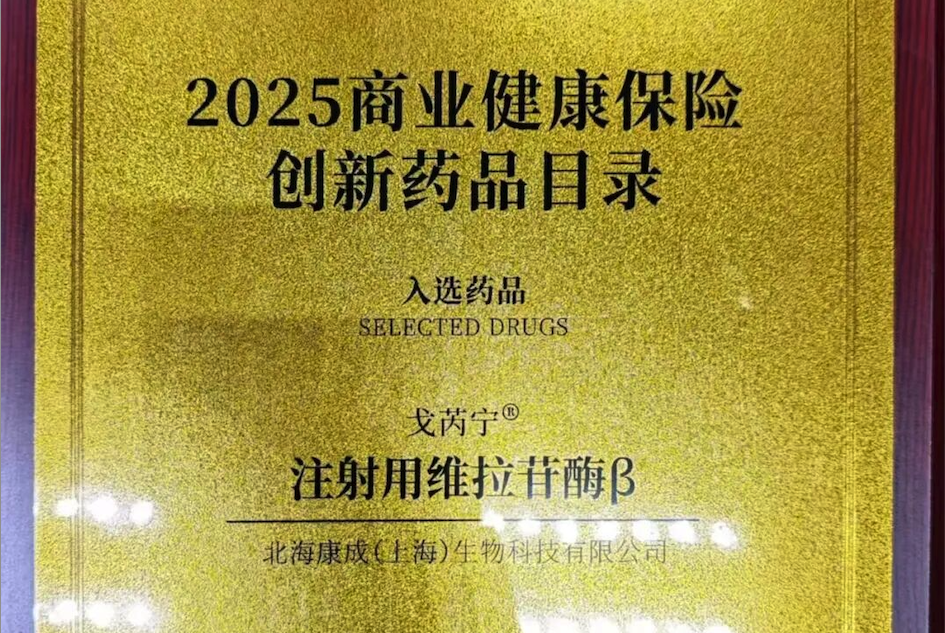 2025商业健康保险
创新药品目录
入选药品
SELECTED DRUGS
戈芮宁®
注射用维拉苷酶β
北海康成(上海)生物科技有限公司